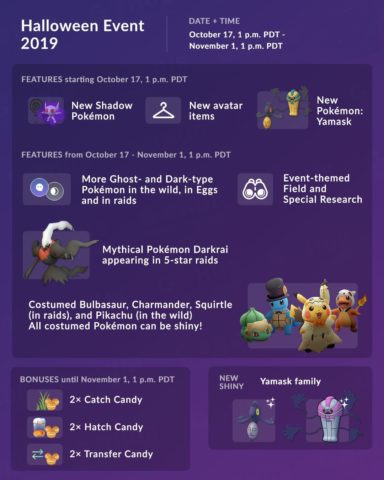 Halloween Event
2019
DATE + TIME
October 17, 1 p.m. PDT -
November 1, 1 p.m. PDT
FEATURES starting October 17, 1 p.m. PDT
New Shadow
Pokémon
New avatar
items
New
Pokémon:
Yamask
FEATURES from October 17 - November 1, 1 p.m. PDT
More Ghost- and Dark-type
Pokémon in the wild, in Eggs
and in raids
Event-themed
Field and
Special Research
Mythical Pokémon Darkrai
appearing in 5-star raids
Costumed Bulbasaur, Charmander, Squirtle
(in raids), and Pikachu (in the wild)
All costumed Pokémon can be shiny!
BONUSES until November 1, 1 p.m. PDT
2× Catch Candy
2× Hatch Candy
2× Transfer Candy
NEW
SHINY
Yamask family